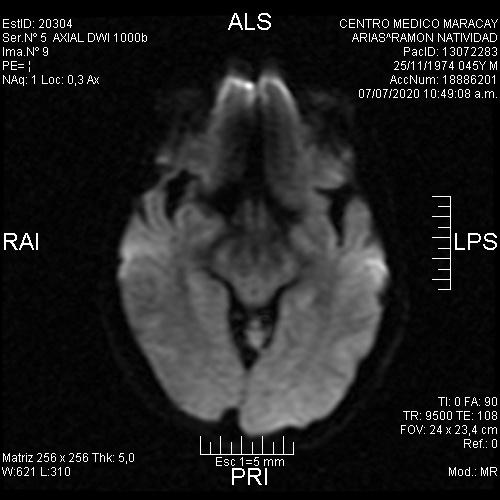 EstID: 20304
Ser.Nº 5 AXIAL DWI 1000b
Ima.Nº 9
PE= ¦
NAq: 1 Loc: 0,3 Ax
ALS
CENTRO MEDICO MARACAY
ARIAS^RAMON NATIVIDAD
PacID: 13072283
25/11/1974 045Y M
AccNum: 18886201
07/07/2020 10:49:08 a.m.
RAI
LPS
TI: 0 FA: 90
TR: 9500 TE: 108
FOV: 24 x 23,4 cm
Ref.: 0
Matriz 256 x 256 Thk: 5,0
W:621 L:310
Esc 1=5 mm
PRI
Mod.: MR